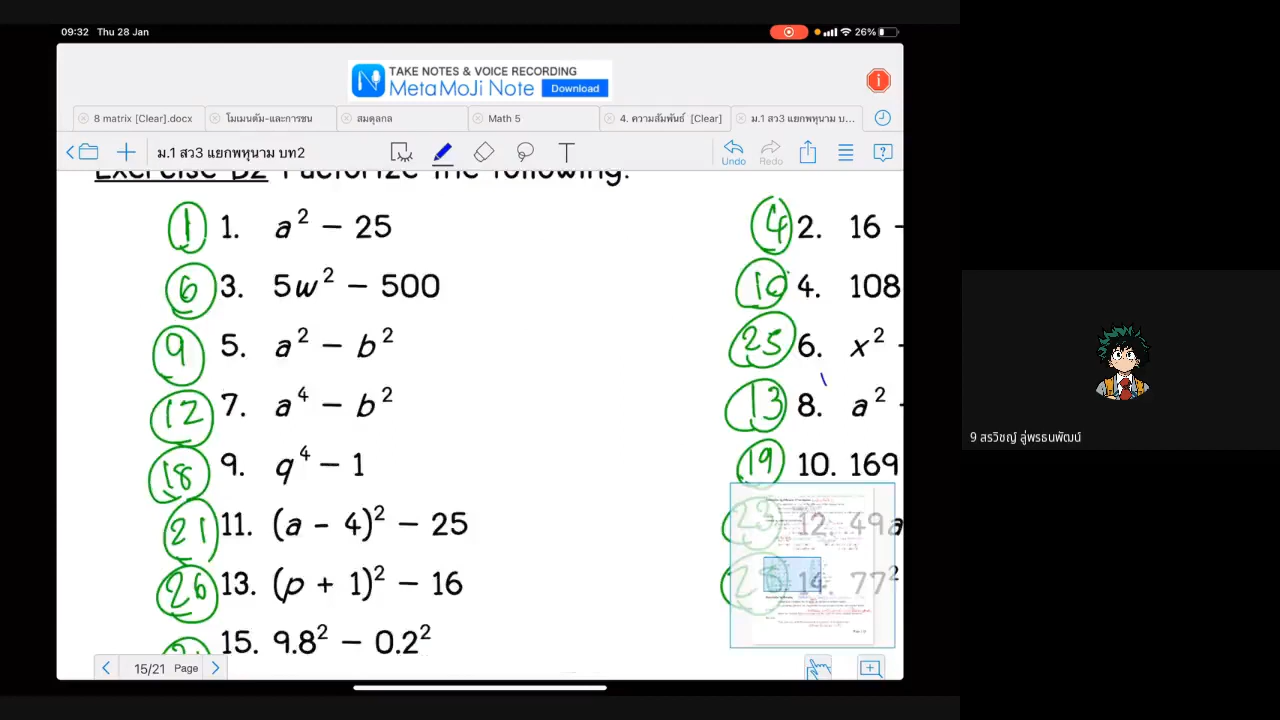 09:32 Thu 28 Jan
26%
TAKE NOTES & VOICE RECORDING
MetaMoJi Note Download
8 matrix [Clear].docx
โมเมนตัม-และการชน
สมดุลกล
Math 5
4. ความสัมพันธ์ [Clear]
ม.1 สว3 แยกพหุนาม บ...
ม.1 สว3 แยกพหุนาม บท2
T
Undo
Redo
Exercise B2 Factorize the following.
1 1. a² − 25
4 2. 16 −
6 3. 5w² − 500
10 4. 108
9 5. a² − b²
25 6. x² -
12 7. a⁴ − b²
13 8. a² -
18 9. q⁴ − 1
19 10. 169
21 11. (a − 4)² − 25
23 12. 49a
26 13. (p + 1)² − 16
14. 77²
15. 9.8² − 0.2²
15/21 Page
9 สรวิชญ์ ลู่พรธนพัฒน์